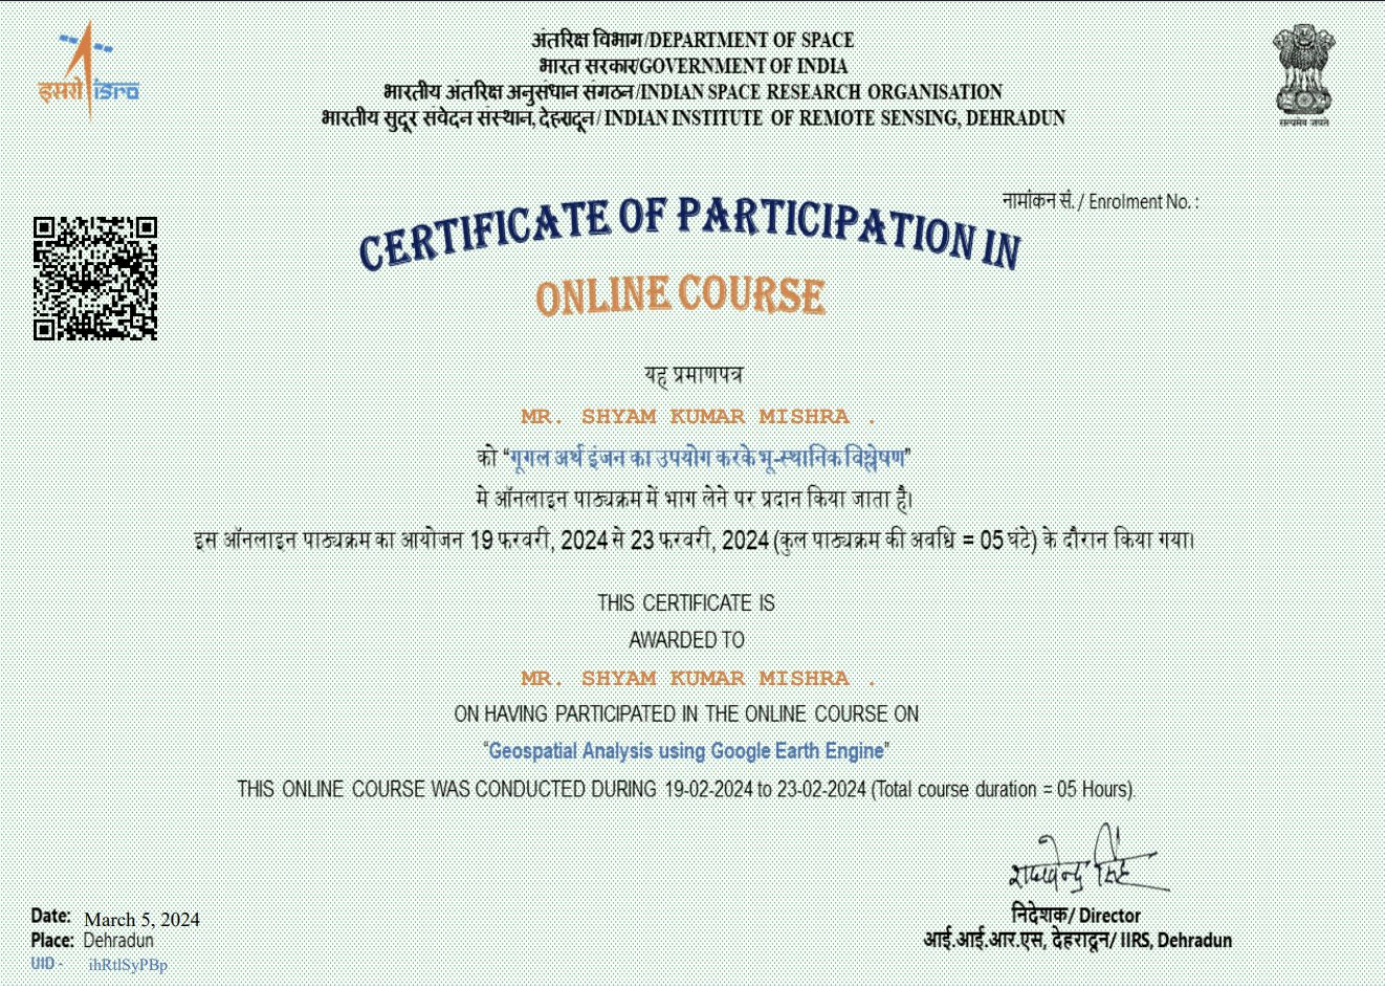 इसरो isro
अंतरिक्ष विभाग/DEPARTMENT OF SPACE
भारत सरकार/GOVERNMENT OF INDIA
भारतीय अंतरिक्ष अनुसंधान संगठन/INDIAN SPACE RESEARCH ORGANISATION
भारतीय सुदूर संवेदन संस्थान, देहरादून/ INDIAN INSTITUTE OF REMOTE SENSING, DEHRADUN
सत्यमेव जयते
नामांकन सं. / Enrolment No. :
CERTIFICATE OF PARTICIPATION IN
ONLINE COURSE
यह प्रमाणपत्र
MR. SHYAM KUMAR MISHRA .
को “गूगल अर्थ इंजन का उपयोग करके भू-स्थानिक विश्लेषण”
मे ऑनलाइन पाठ्यक्रम में भाग लेने पर प्रदान किया जाता है।
इस ऑनलाइन पाठ्यक्रम का आयोजन 19 फरवरी, 2024 से 23 फरवरी, 2024 (कुल पाठ्यक्रम की अवधि = 05 घंटे) के दौरान किया गया।
THIS CERTIFICATE IS
AWARDED TO
MR. SHYAM KUMAR MISHRA .
ON HAVING PARTICIPATED IN THE ONLINE COURSE ON
“Geospatial Analysis using Google Earth Engine”
THIS ONLINE COURSE WAS CONDUCTED DURING 19-02-2024 to 23-02-2024 (Total course duration = 05 Hours).
राघवेन्द्र सिंह
निदेशक/ Director
आई.आई.आर.एस, देहरादून/ IIRS, Dehradun
Date: March 5, 2024
Place: Dehradun
UID - ihRtlSyPBp